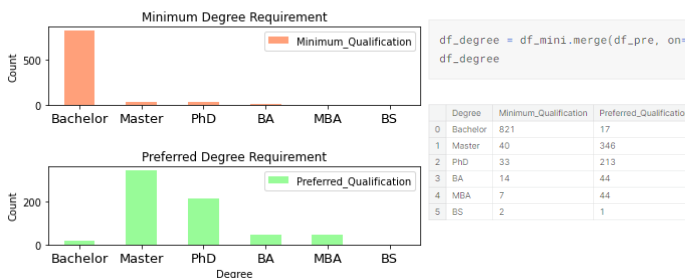 Minimum Degree Requirement
Minimum_Qualification
Count
500
0
Bachelor Master PhD BA MBA BS
Preferred Degree Requirement
Preferred_Qualification
Count
200
0
Bachelor Master PhD BA MBA BS
Degree
df_degree = df_mini.merge(df_pre, on=
df_degree
Degree Minimum_Qualification Preferred_Qualificatio
0 Bachelor 821 17
1 Master 40 346
2 PhD 33 213
3 BA 14 44
4 MBA 7 44
5 BS 2 1